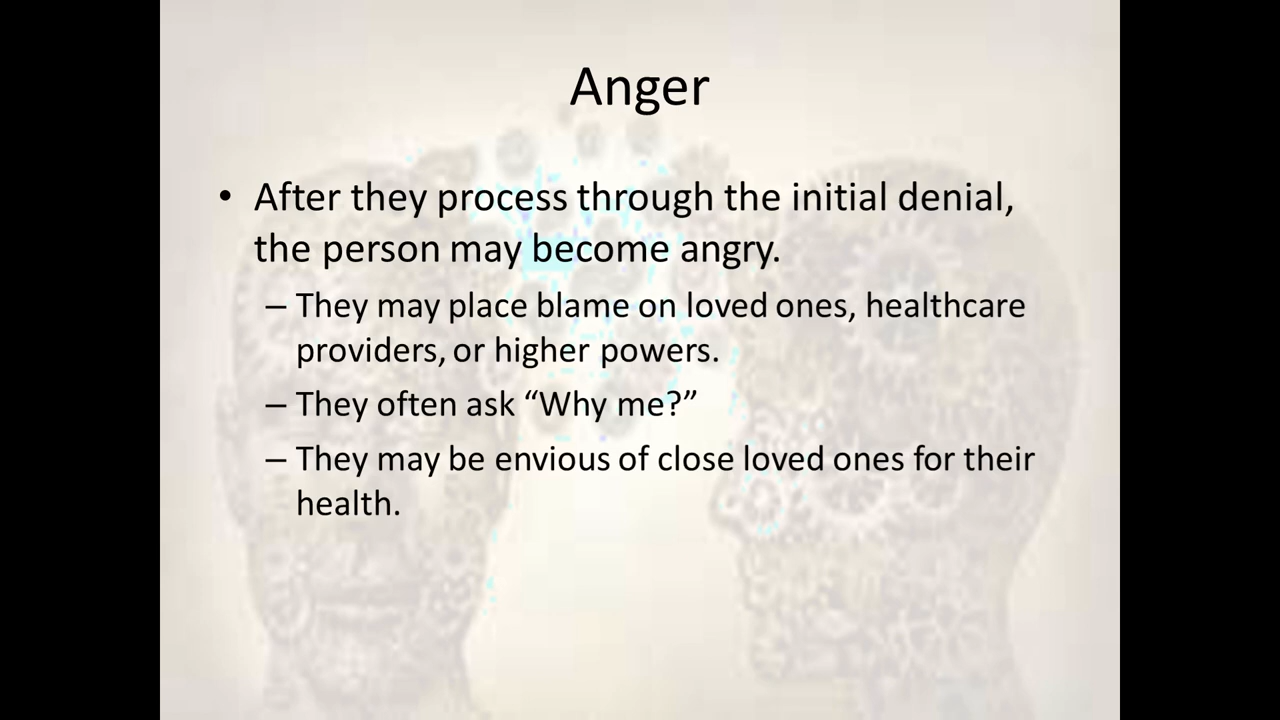 Anger
• After they process through the initial denial,
the person may become angry.
– They may place blame on loved ones, healthcare
providers, or higher powers.
– They often ask “Why me?”
– They may be envious of close loved ones for their
health.